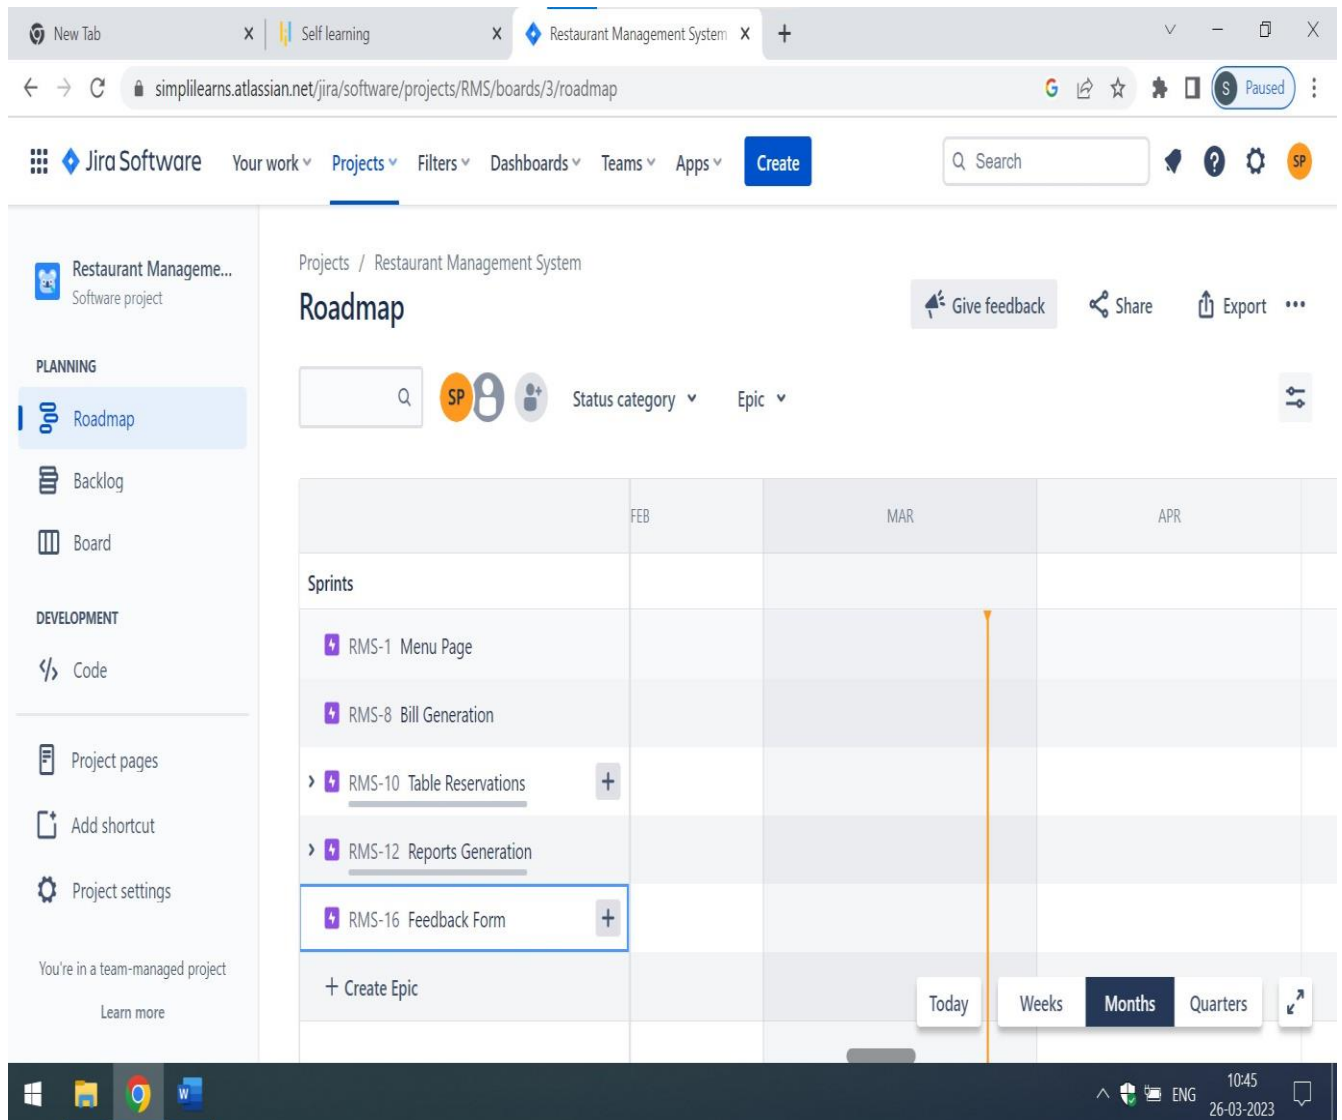 New Tab
Self learning
Restaurant Management System
simplilearns.atlassian.net/jira/software/projects/RMS/boards/3/roadmap
G
S Paused
Jira Software Your work Projects Filters Dashboards Teams Apps Create Search SP
Restaurant Manageme...
Software project
Projects / Restaurant Management System
Roadmap
Give feedback Share Export
PLANNING
Roadmap
Backlog
Board
DEVELOPMENT
Code
Project pages
Add shortcut
Project settings
You're in a team-managed project
Learn more
SP Status category Epic
FEB MAR APR
Sprints
RMS-1 Menu Page
RMS-8 Bill Generation
RMS-10 Table Reservations
RMS-12 Reports Generation
RMS-16 Feedback Form
+ Create Epic
Today Weeks Months Quarters
W
ENG
10:45
26-03-2023